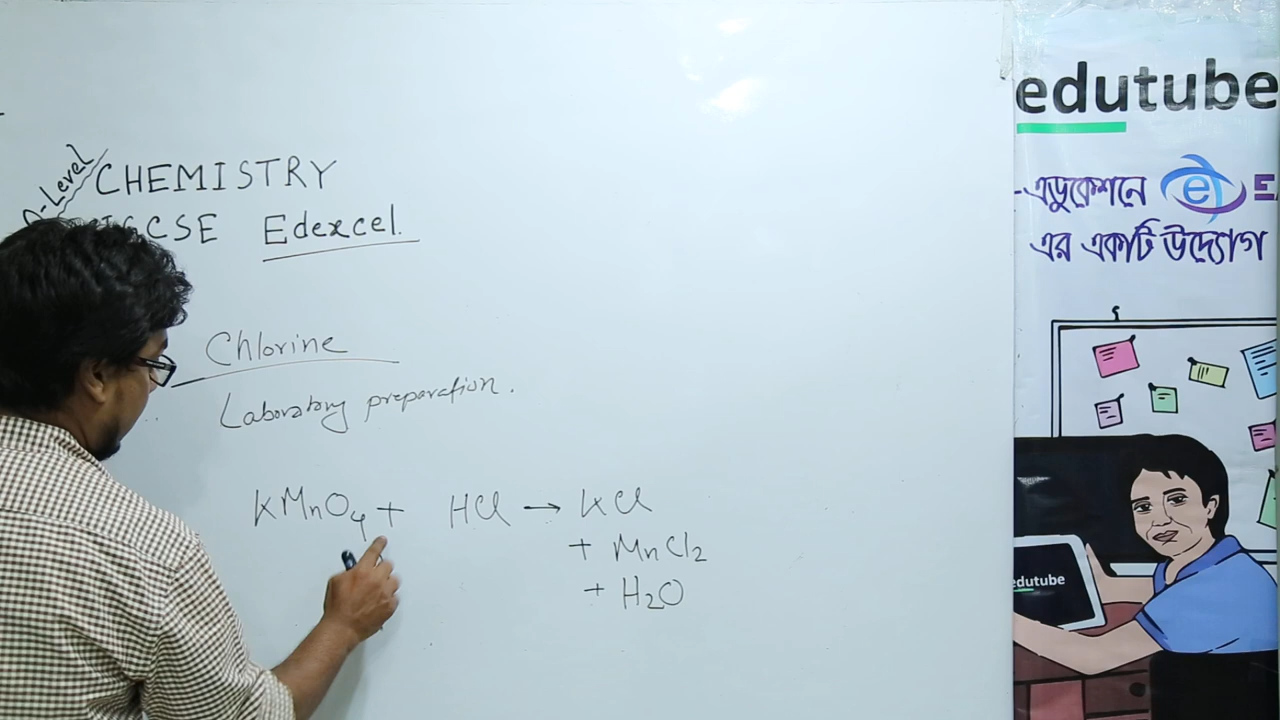 O-Level
CHEMISTRY
IGCSE Edexcel.
Chlorine
Laboratory preparation.
KMnO₄ + HCl → KCl
+ MnCl₂
+ H₂O
edutube
-এডুকেশনে
এর একটি উদ্যোগ
edutube